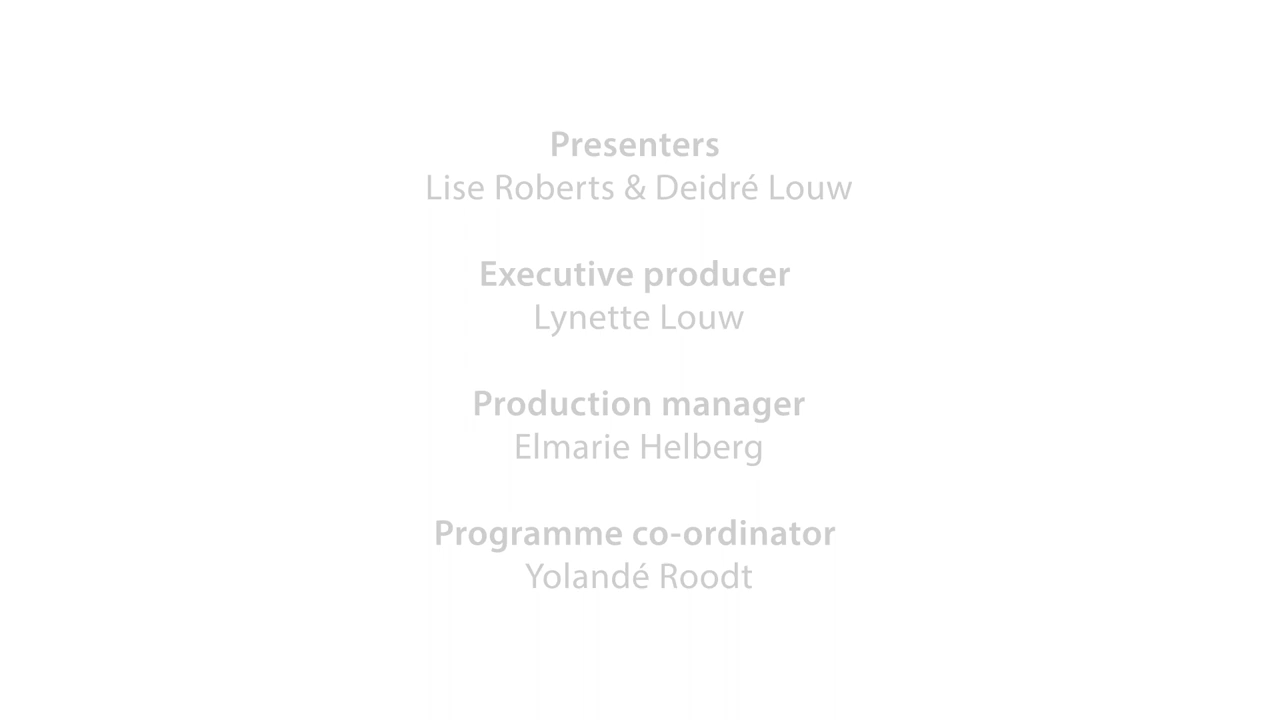 Presenters
Lise Roberts & Deidré Louw
Executive producer
Lynette Louw
Production manager
Elmarie Helberg
Programme co-ordinator
Yolandé Roodt